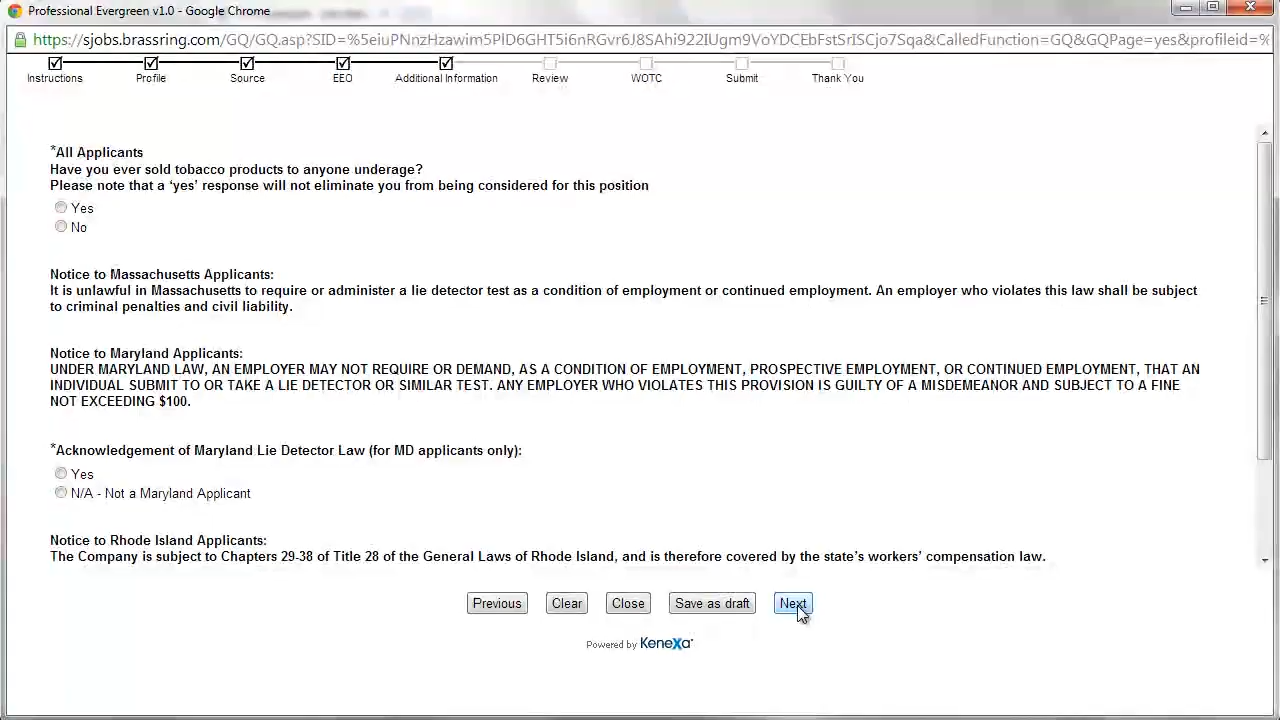 Professional Evergreen v1.0 - Google Chrome
https://sjobs.brassring.com/GQ/GQ.asp?SID=%5eiuPNnzHzawim5PlD6GHT5i6nRGvr6J8SAhi922IUgm9VoYDCEbFstSrISCjo7Sqa&CalledFunction=GQ&GQPage=yes&profileid=%
Instructions Profile Source EEO Additional Information Review WOTC Submit Thank You
*All Applicants
Have you ever sold tobacco products to anyone underage?
Please note that a ‘yes’ response will not eliminate you from being considered for this position
Yes
No
Notice to Massachusetts Applicants:
It is unlawful in Massachusetts to require or administer a lie detector test as a condition of employment or continued employment. An employer who violates this law shall be subject
to criminal penalties and civil liability.
Notice to Maryland Applicants:
UNDER MARYLAND LAW, AN EMPLOYER MAY NOT REQUIRE OR DEMAND, AS A CONDITION OF EMPLOYMENT, PROSPECTIVE EMPLOYMENT, OR CONTINUED EMPLOYMENT, THAT AN
INDIVIDUAL SUBMIT TO OR TAKE A LIE DETECTOR OR SIMILAR TEST. ANY EMPLOYER WHO VIOLATES THIS PROVISION IS GUILTY OF A MISDEMEANOR AND SUBJECT TO A FINE
NOT EXCEEDING $100.
*Acknowledgement of Maryland Lie Detector Law (for MD applicants only):
Yes
N/A - Not a Maryland Applicant
Notice to Rhode Island Applicants:
The Company is subject to Chapters 29-38 of Title 28 of the General Laws of Rhode Island, and is therefore covered by the state’s workers’ compensation law.
Previous Clear Close Save as draft Next
Powered by Kenexa